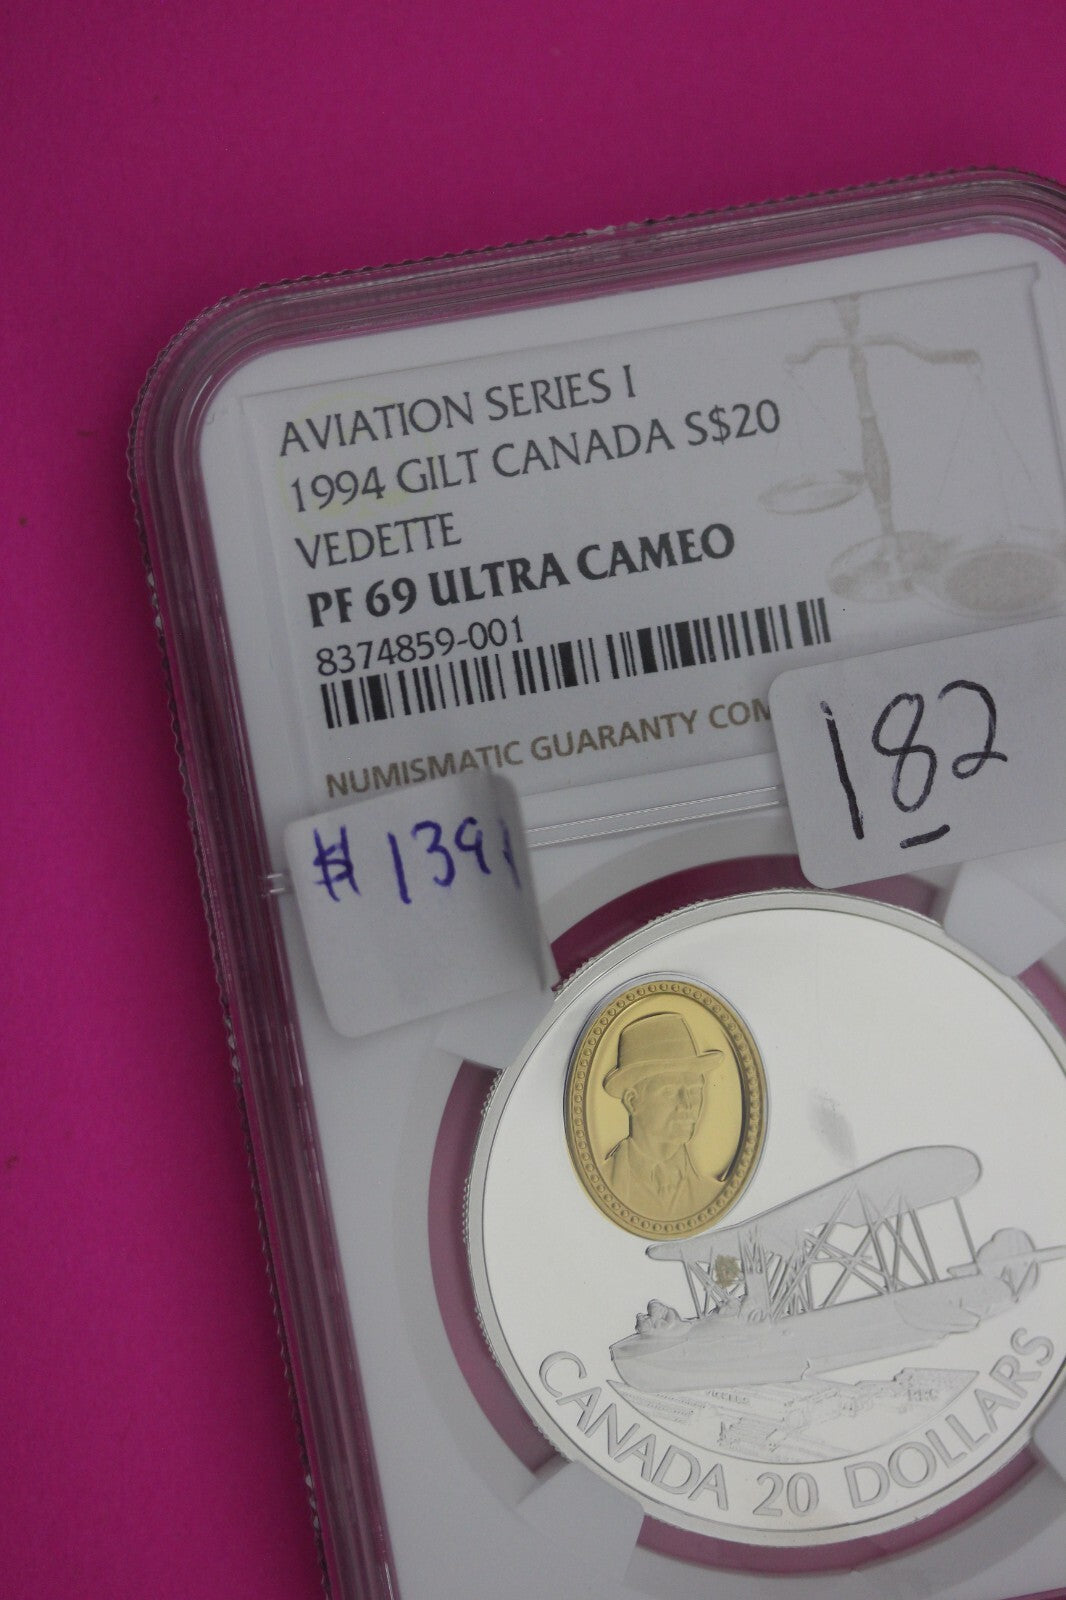 AVIATION SERIES I
1994 GILT CANADA S$20
VEDETTE
PF 69 ULTRA CAMEO
8374859-001
NUMISMATIC GUARANTY COM
182
# 1391
CANADA 20 DOLLARS